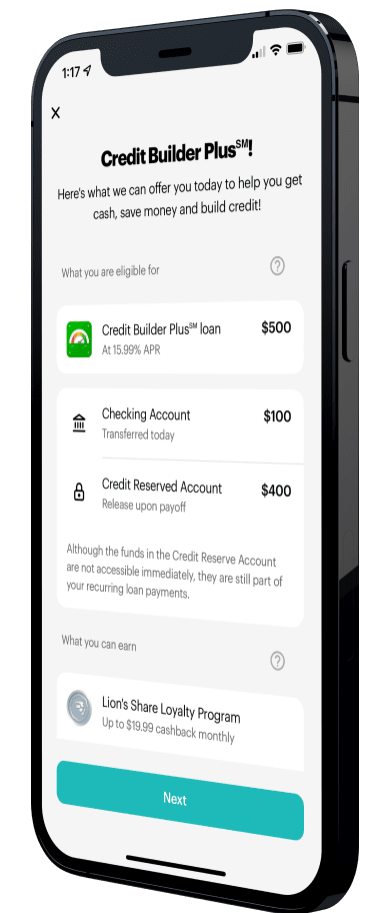 1:17
Credit Builder Plus℠!
Here's what we can offer you today to help you get
cash, save money and build credit!
What you are eligible for
?
Credit Builder Plus℠ loan
$500
At 15.99% APR
Checking Account
$100
Transferred today
Credit Reserved Account
$400
Release upon payoff
Although the funds in the Credit Reserve Account
are not accessible immediately, they are still part of
your recurring loan payments.
What you can earn
?
Lion's Share Loyalty Program
Up to $19.99 cashback monthly
Next